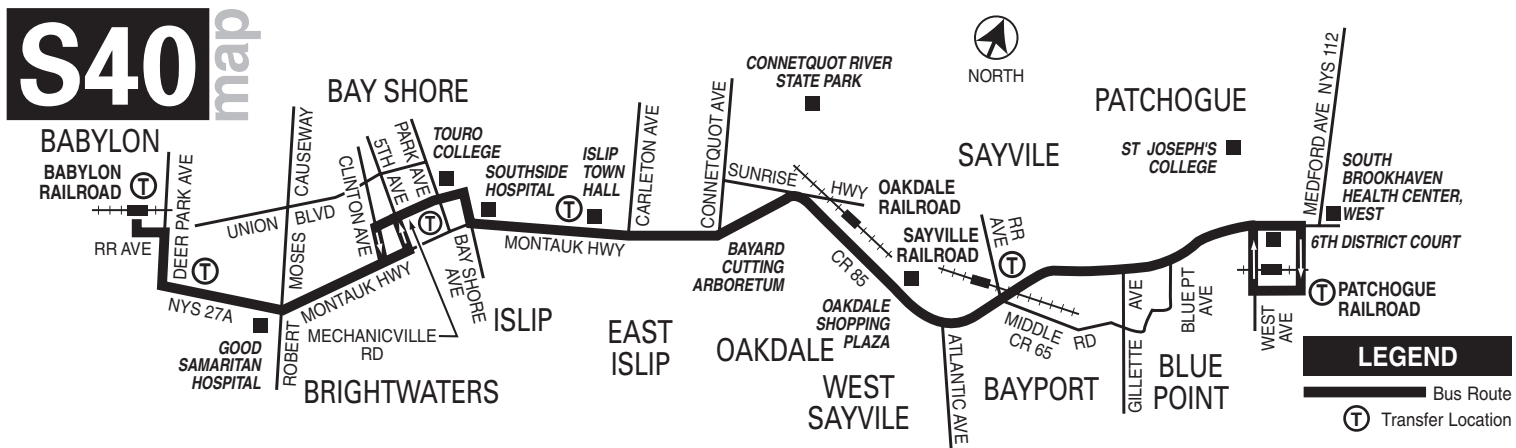 S40
map
BABYLON
BABYLON
RAILROAD
T
RR AVE
DEER PARK AVE
T
NYS 27A
GOOD
SAMARITAN
HOSPITAL
UNION BLVD
ROBERT MOSES CAUSEWAY
BAY SHORE
CLINTON AVE
5TH AVE
PARK AVE
TOURO
COLLEGE
T
MONTAUK HWY
MECHANICVILLE
RD
BRIGHTWATERS
BAY SHORE
AVE
ISLIP
SOUTHSIDE
HOSPITAL
T
ISLIP
TOWN
HALL
MONTAUK HWY
CARLETON AVE
EAST
ISLIP
CONNETQUOT AVE
CONNETQUOT RIVER
STATE PARK
SUNRISE HWY
BAYARD
CUTTING
ARBORETUM
OAKDALE
OAKDALE
RAILROAD
CR 85
SAYVILLE
RAILROAD
OAKDALE
SHOPPING
PLAZA
WEST
SAYVILE
NORTH
SAYVILE
RR
AVE
T
ATLANTIC AVE
MIDDLE RD
CR 65
BAYPORT
GILLETTE AVE
BLUE PT
AVE
BLUE
POINT
PATCHOGUE
ST JOSEPH'S
COLLEGE
MEDFORD AVE NYS 112
SOUTH
BROOKHAVEN
HEALTH CENTER,
WEST
6TH DISTRICT COURT
T
PATCHOGUE
RAILROAD
WEST
AVE
LEGEND
Bus Route
T Transfer Location